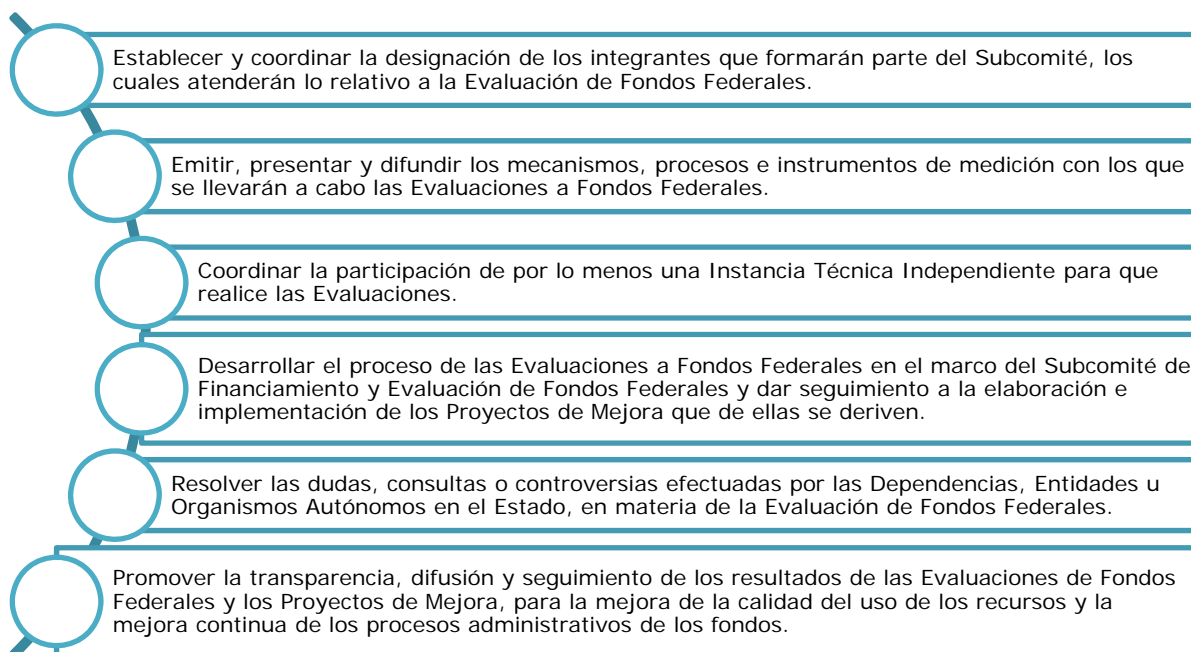 Establecer y coordinar la designación de los integrantes que formarán parte del Subcomité, los
cuales atenderán lo relativo a la Evaluación de Fondos Federales.
Emitir, presentar y difundir los mecanismos, procesos e instrumentos de medición con los que
se llevarán a cabo las Evaluaciones a Fondos Federales.
Coordinar la participación de por lo menos una Instancia Técnica Independiente para que
realice las Evaluaciones.
Desarrollar el proceso de las Evaluaciones a Fondos Federales en el marco del Subcomité de
Financiamiento y Evaluación de Fondos Federales y dar seguimiento a la elaboración e
implementación de los Proyectos de Mejora que de ellas se deriven.
Resolver las dudas, consultas o controversias efectuadas por las Dependencias, Entidades u
Organismos Autónomos en el Estado, en materia de la Evaluación de Fondos Federales.
Promover la transparencia, difusión y seguimiento de los resultados de las Evaluaciones de Fondos
Federales y los Proyectos de Mejora, para la mejora de la calidad del uso de los recursos y la
mejora continua de los procesos administrativos de los fondos.